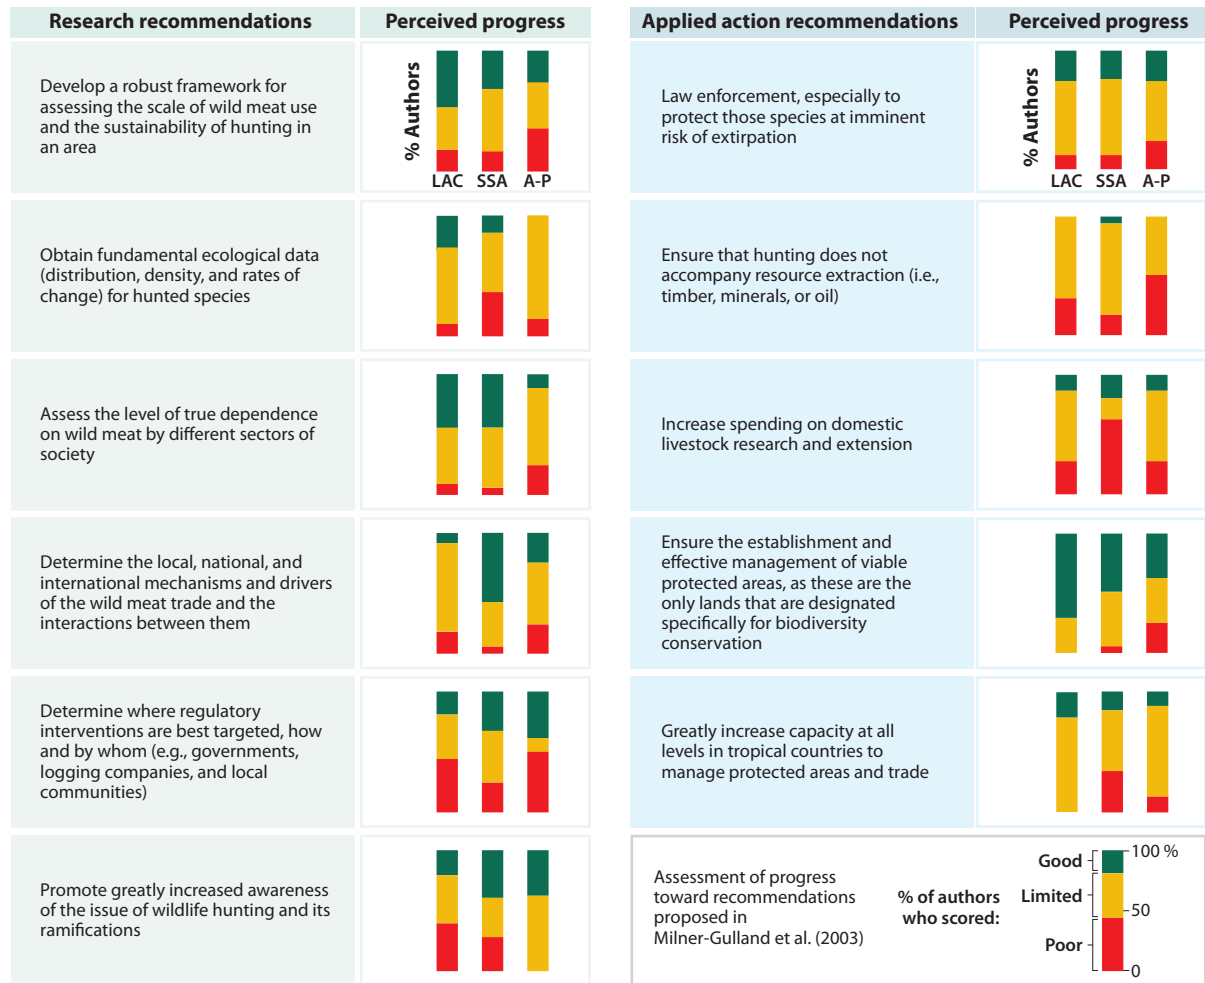 Research recommendations
Perceived progress
Develop a robust framework for
assessing the scale of wild meat use
and the sustainability of hunting in
an area
% Authors
LAC SSA A-P
Obtain fundamental ecological data
(distribution, density, and rates of
change) for hunted species
Assess the level of true dependence
on wild meat by different sectors of
society
Determine the local, national, and
international mechanisms and drivers
of the wild meat trade and the
interactions between them
Determine where regulatory
interventions are best targeted, how
and by whom (e.g., governments,
logging companies, and local
communities)
Promote greatly increased awareness
of the issue of wildlife hunting and its
ramifications
Applied action recommendations
Perceived progress
Law enforcement, especially to
protect those species at imminent
risk of extirpation
% Authors
LAC SSA A-P
Ensure that hunting does not
accompany resource extraction (i.e.,
timber, minerals, or oil)
Increase spending on domestic
livestock research and extension
Ensure the establishment and
effective management of viable
protected areas, as these are the
only lands that are designated
specifically for biodiversity
conservation
Greatly increase capacity at all
levels in tropical countries to
manage protected areas and trade
Assessment of progress
toward recommendations
proposed in
Milner-Gulland et al. (2003)
% of authors
who scored:
Good
Limited
Poor
100 %
50
0